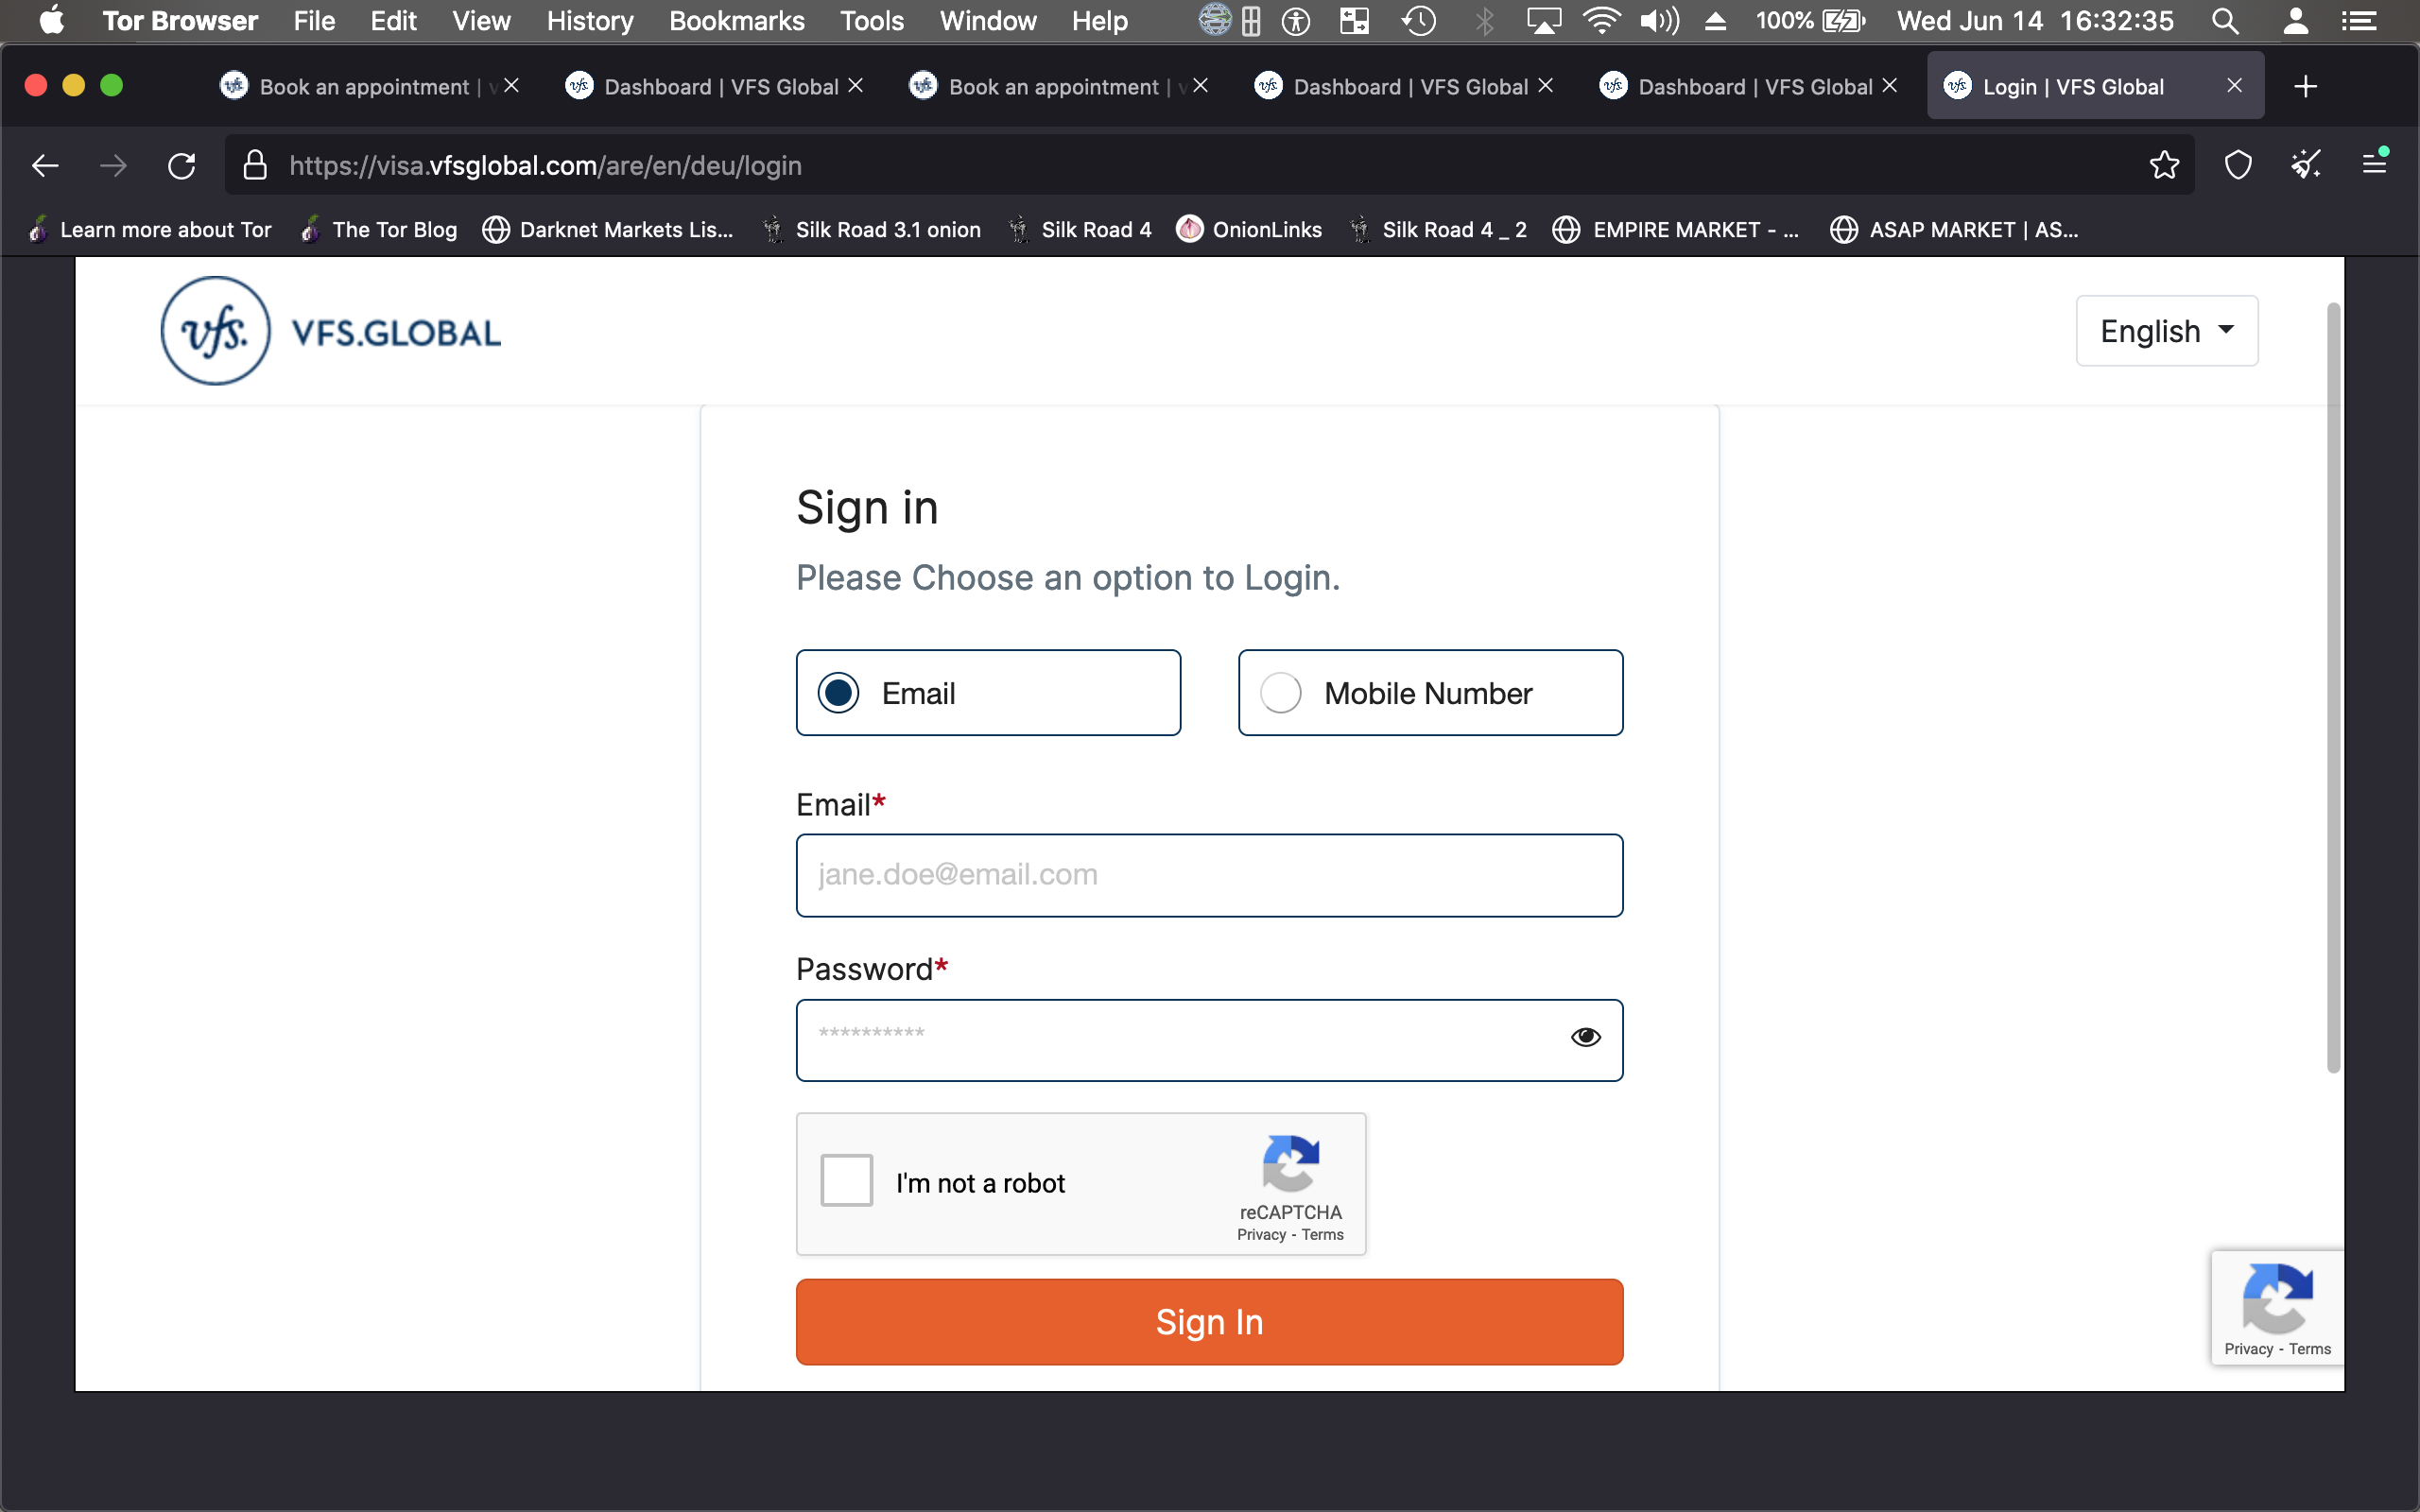 Tor Browser File Edit View History Bookmarks Tools Window Help 100% Wed Jun 14 16:32:35
Book an appointment | v Dashboard | VFS Global Book an appointment | v Dashboard | VFS Global Dashboard | VFS Global Login | VFS Global
https://visa.vfsglobal.com/are/en/deu/login
Learn more about Tor The Tor Blog Darknet Markets Lis... Silk Road 3.1 onion Silk Road 4 OnionLinks Silk Road 4 _ 2 EMPIRE MARKET - ... ASAP MARKET | AS...
vfs. VFS.GLOBAL English
Sign in
Please Choose an option to Login.
Email Mobile Number
Email*
jane.doe@email.com
Password*
**********
I'm not a robot
reCAPTCHA
Privacy - Terms
Sign In
Privacy - Terms